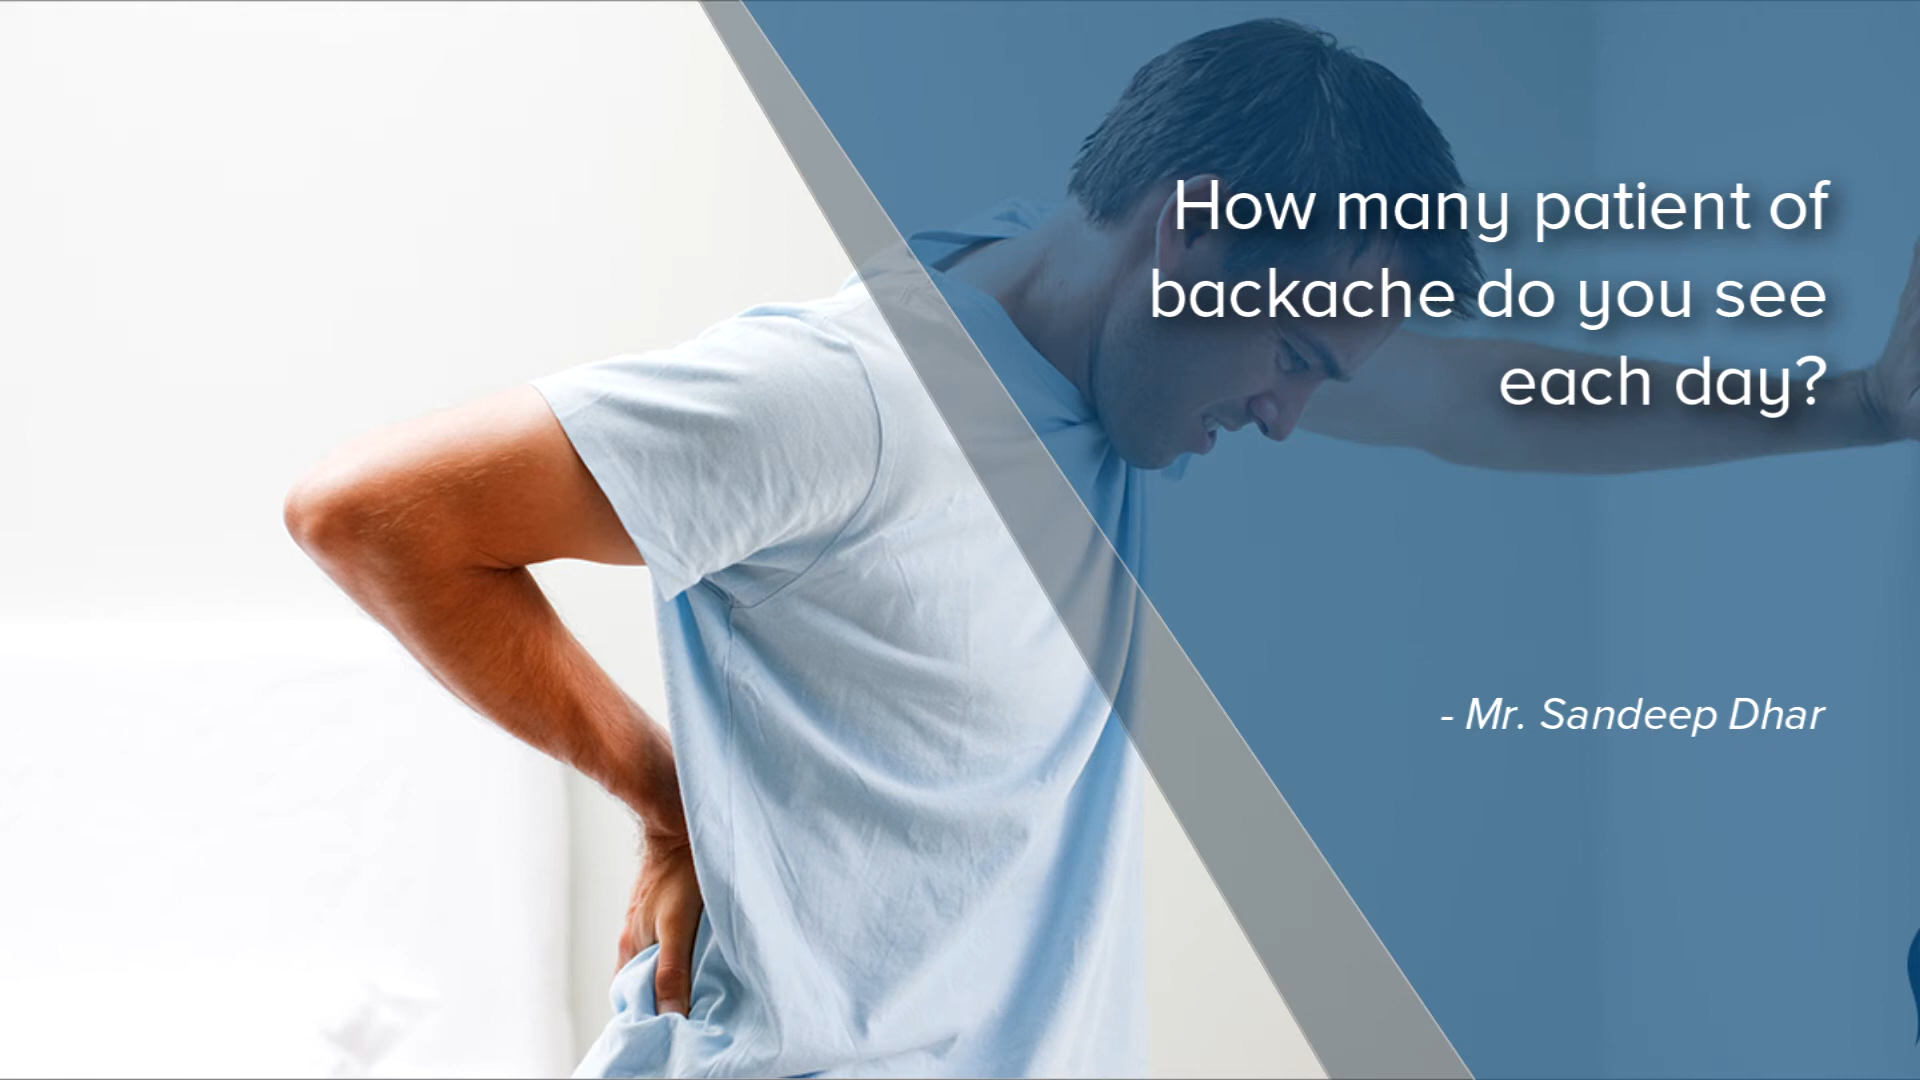 How many patient of
backache do you see
each day?
- Mr. Sandeep Dhar